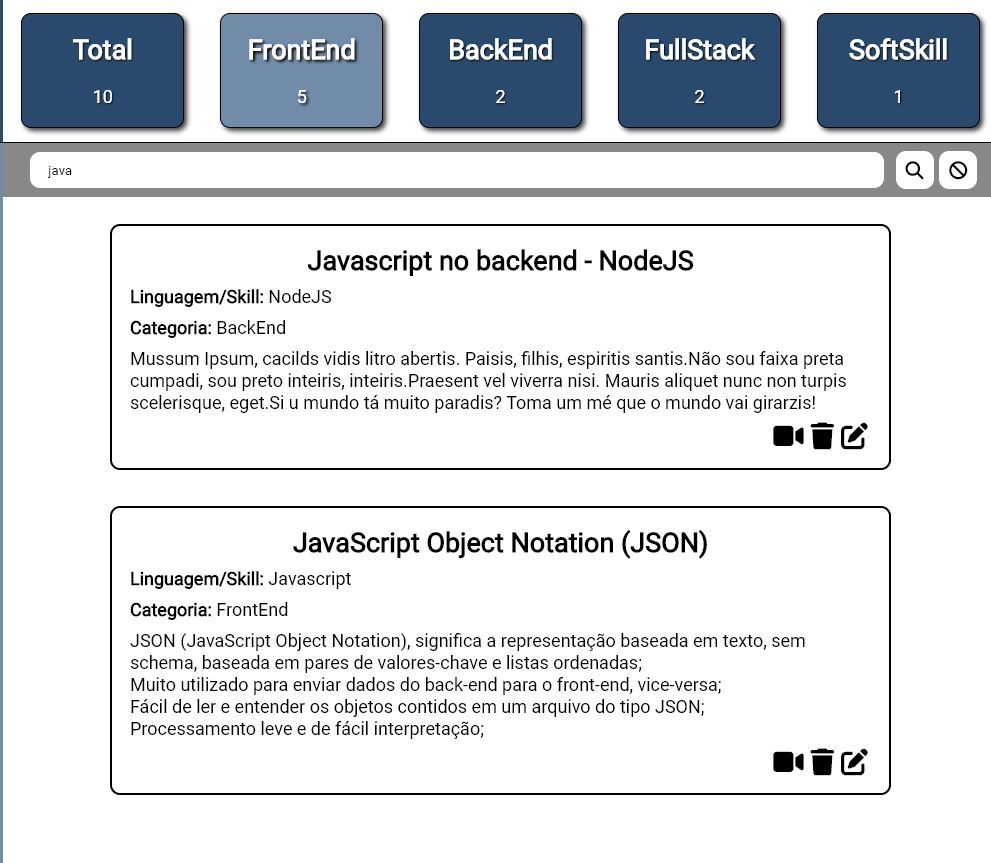 Total
FrontEnd
BackEnd
FullStack
SoftSkill
10
5
2
2
1
java
Javascript no backend - NodeJS
Linguagem/Skill: NodeJS
Categoria: BackEnd
Mussum Ipsum, cacilds vidis litro abertis. Paisis, filhis, espiritis santis.Não sou faixa preta
cumpadi, sou preto inteiris, inteiris.Praesent vel viverra nisi. Mauris aliquet nunc non turpis
scelerisque, eget.Si u mundo tá muito paradis? Toma um mé que o mundo vai girarzis!
JavaScript Object Notation (JSON)
Linguagem/Skill: Javascript
Categoria: FrontEnd
JSON (JavaScript Object Notation), significa a representação baseada em texto, sem
schema, baseada em pares de valores-chave e listas ordenadas;
Muito utilizado para enviar dados do back-end para o front-end, vice-versa;
Fácil de ler e entender os objetos contidos em um arquivo do tipo JSON;
Processamento leve e de fácil interpretação;